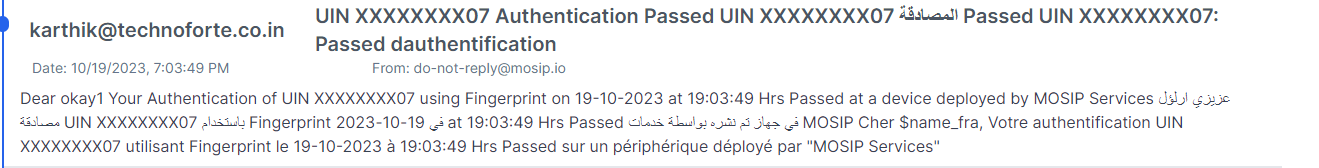 karthik@technoforte.co.in
UIN XXXXXXXX07 Authentication Passed UIN XXXXXXXX07 المصادقة Passed UIN XXXXXXXX07:
Passed dauthentification
Date: 10/19/2023, 7:03:49 PM
From: do-not-reply@mosip.io
Dear okay1 Your Authentication of UIN XXXXXXXX07 using Fingerprint on 19-10-2023 at 19:03:49 Hrs Passed at a device deployed by MOSIP Services عزيزي ارلؤل
مصادقة UIN XXXXXXXX07 باستخدام Fingerprint في 19-10-2023 at 19:03:49 Hrs Passed في جهاز تم نشره بواسطة خدمات MOSIP Cher $name_fra, Votre authentification UIN
XXXXXXXX07 utilisant Fingerprint le 19-10-2023 à 19:03:49 Hrs Passed sur un périphérique déployé par "MOSIP Services"